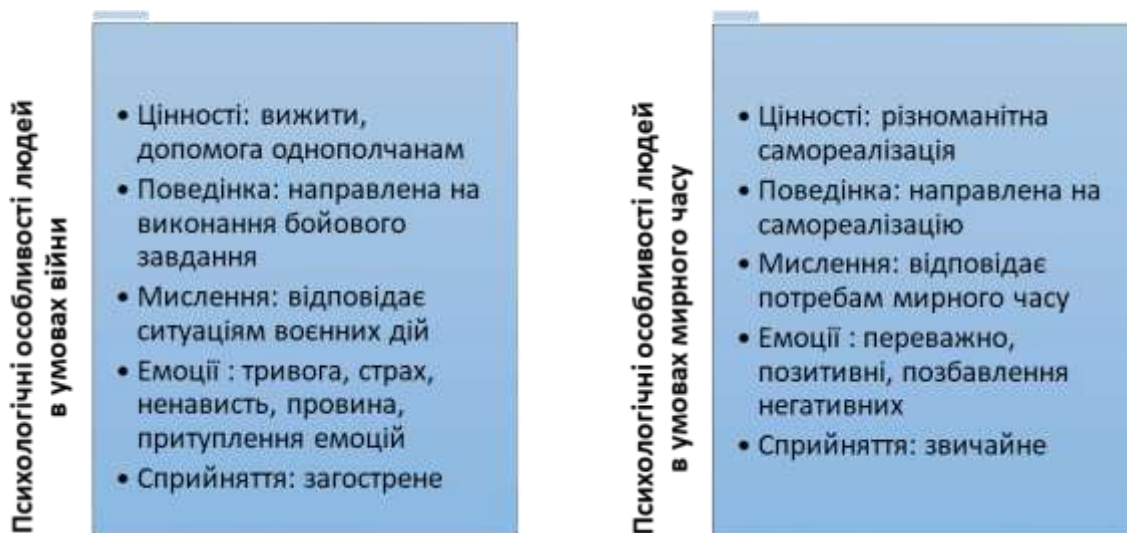 Психологічні особливості людей
в умовах війни
• Цінності: вижити,
допомога однополчанам
• Поведінка: направлена на
виконання бойового
завдання
• Мислення: відповідає
ситуаціям воєнних дій
• Емоції : тривога, страх,
ненависть, провина,
притуплення емоцій
• Сприйняття: загострене
Психологічні особливості людей
в умовах мирного часу
• Цінності: різноманітна
самореалізація
• Поведінка: направлена на
самореалізацію
• Мислення: відповідає
потребам мирного часу
• Емоції : переважно,
позитивні, позбавлення
негативних
• Сприйняття: звичайне